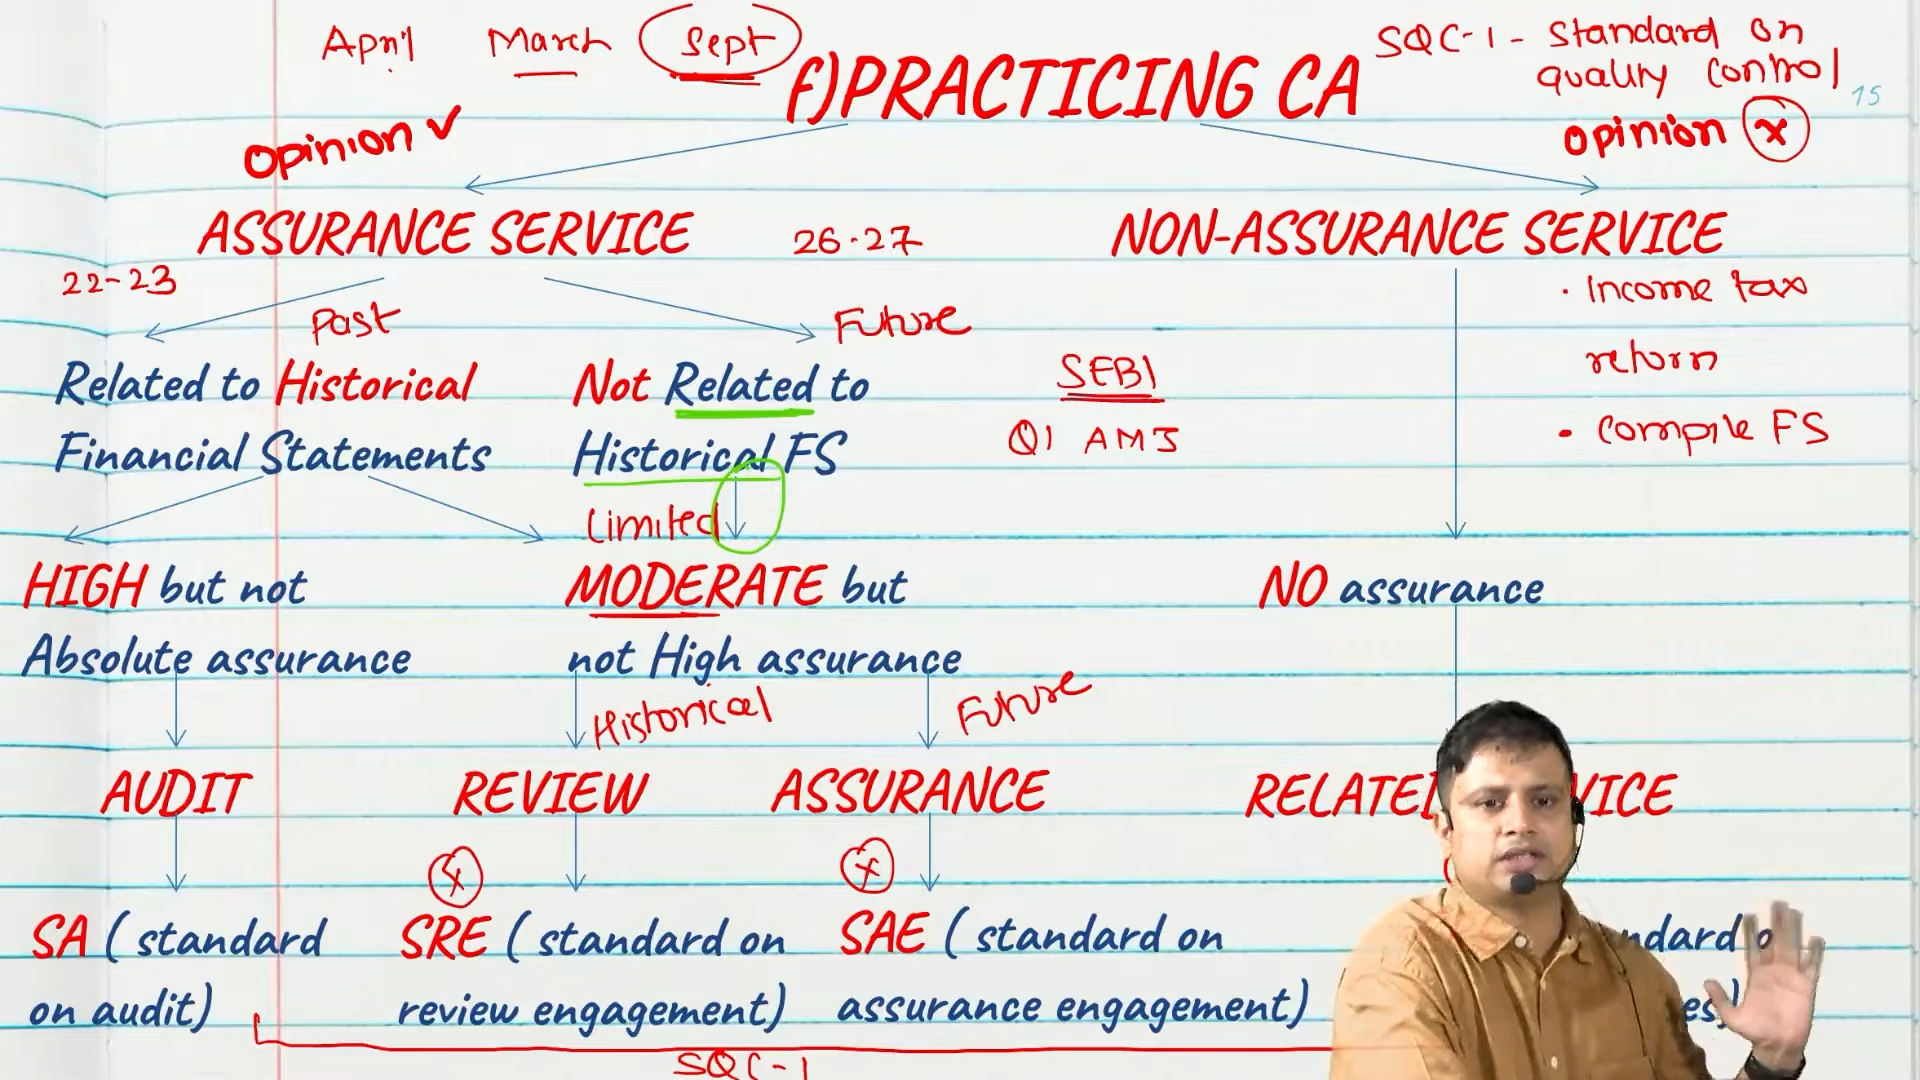 April March Sept
f)PRACTICING CA
SQC-1 - Standard on
quality control
15
Opinion ✓
Opinion x
ASSURANCE SERVICE
26-27
NON-ASSURANCE SERVICE
22-23
Past
Future
• Income tax
return
• Compile FS
Related to Historical
Financial Statements
Not Related to
Historical FS
SEBI
Q1 AMJ
Limited
HIGH but not
Absolute assurance
MODERATE but
not High assurance
NO assurance
Historical
Future
AUDIT
REVIEW
ASSURANCE
SA ( standard
on audit)
SRE ( standard on
review engagement)
SAE ( standard on
assurance engagement)
SQC-1